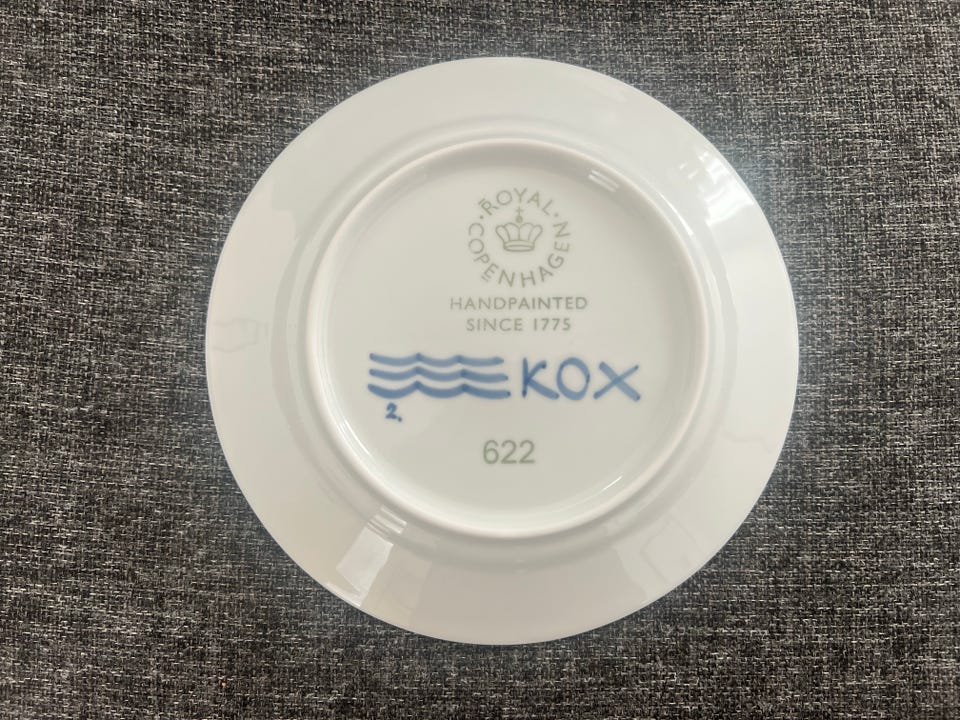 ROYAL COPENHAGEN
HANDPAINTED
SINCE 1775
KOX
2.
622